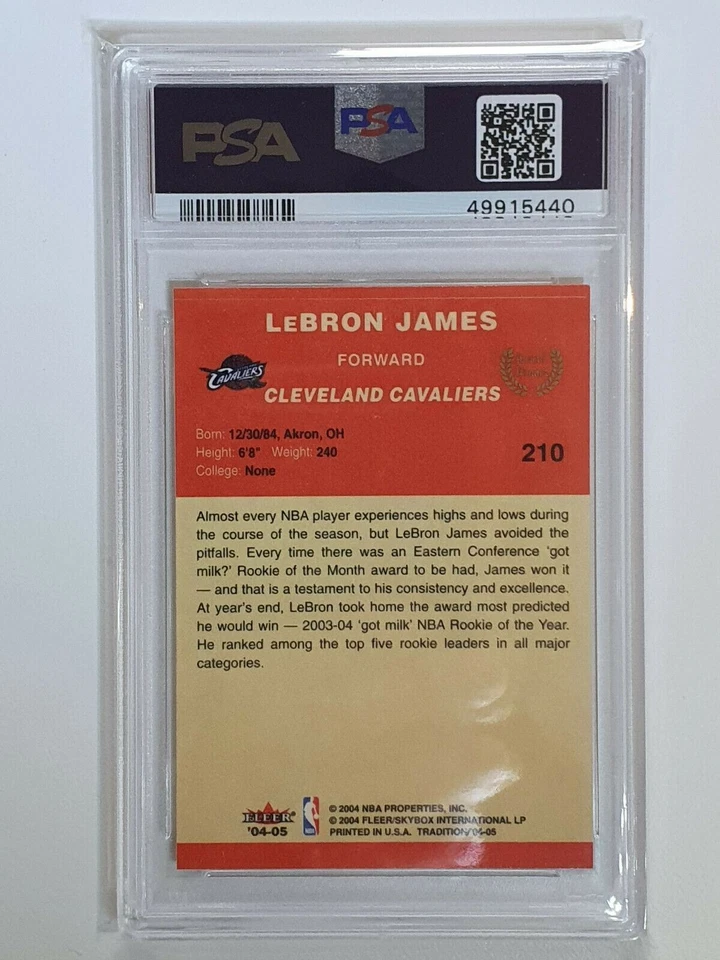 PSA
PSA
49915440
LEBRON JAMES
FORWARD
CAVALIERS
CLEVELAND CAVALIERS
Born: 12/30/84, Akron, OH
Height: 6'8" Weight: 240
College: None
210
Almost every NBA player experiences highs and lows during
the course of the season, but LeBron James avoided the
pitfalls. Every time there was an Eastern Conference 'got
milk?' Rookie of the Month award to be had, James won it
— and that is a testament to his consistency and excellence.
At year's end, LeBron took home the award most predicted
he would win — 2003-04 'got milk' NBA Rookie of the Year.
He ranked among the top five rookie leaders in all major
categories.
FLEER
'04-05
© 2004 NBA PROPERTIES, INC.
© 2004 FLEER/SKYBOX INTERNATIONAL LP
PRINTED IN U.S.A. TRADITION '04-05